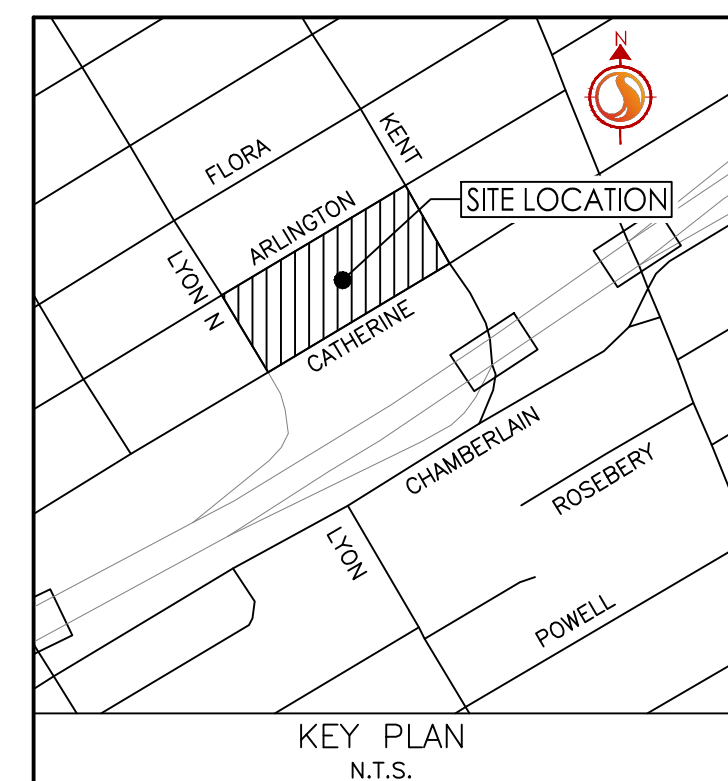 N
KENT
FLORA
SITE LOCATION
ARLINGTON
LYON N
CATHERINE
CHAMBERLAIN
ROSEBERY
LYON
POWELL
KEY PLAN
N.T.S.